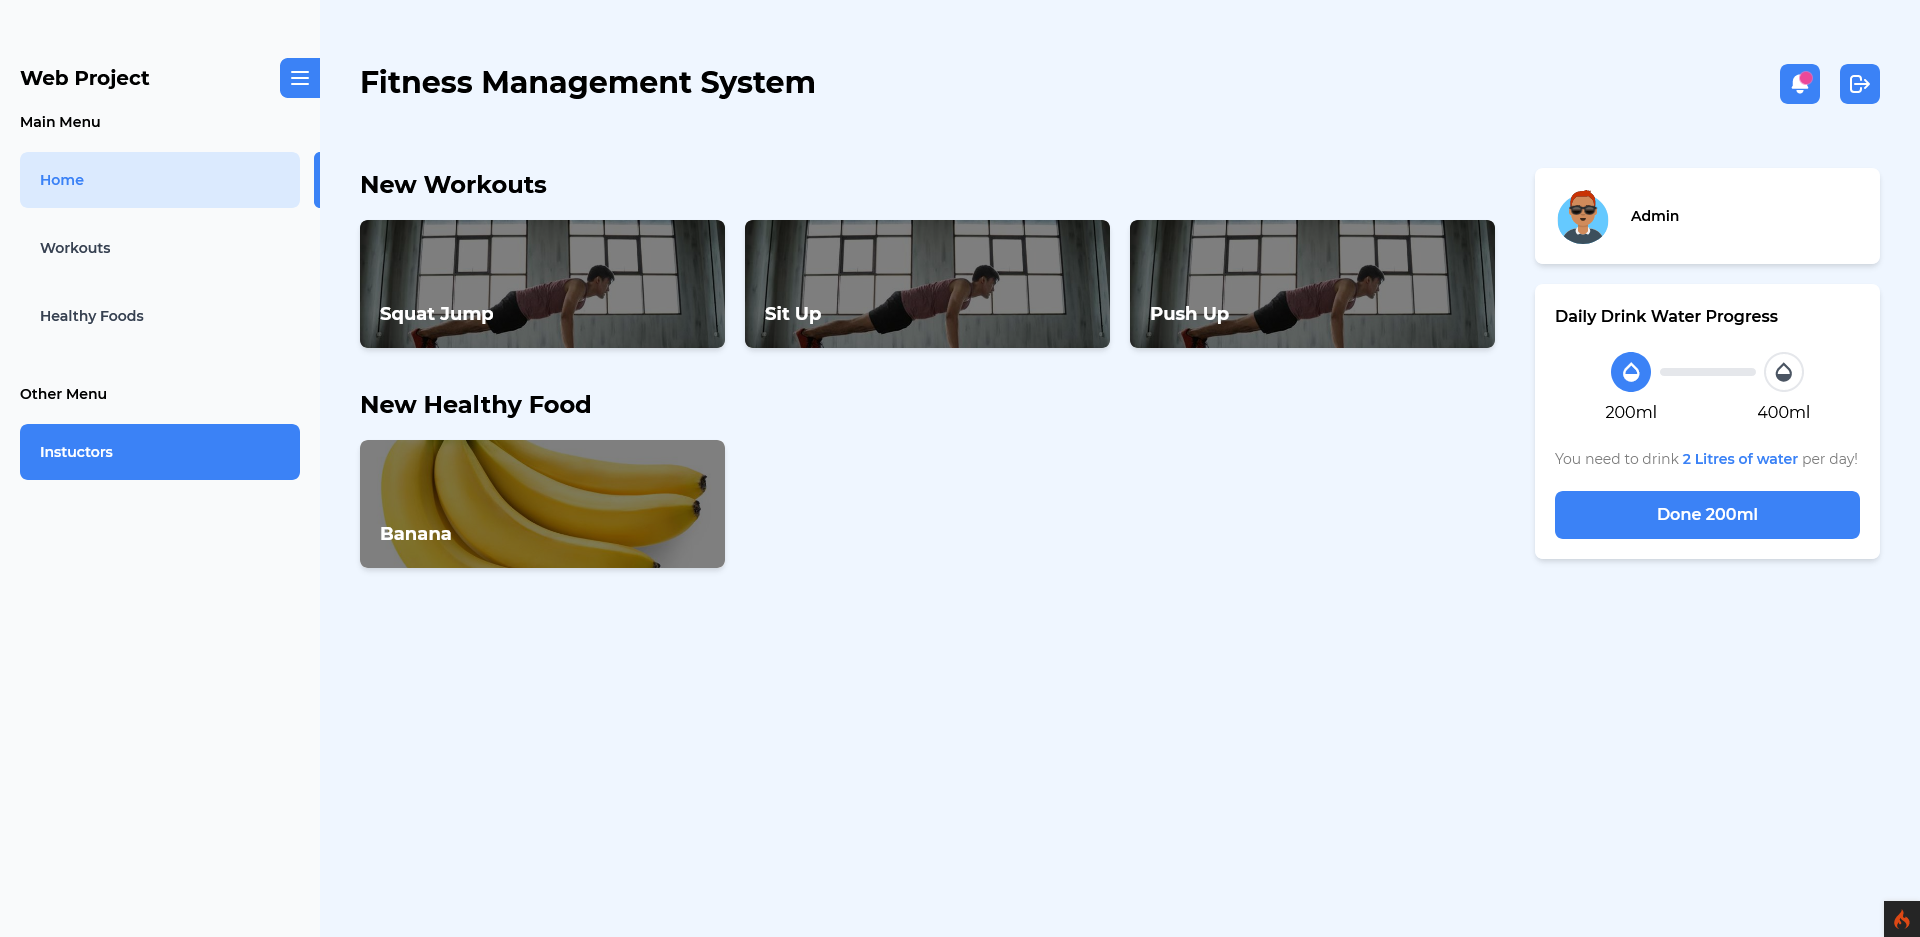 Web Project
Main Menu
Home
Workouts
Healthy Foods
Other Menu
Instuctors
Fitness Management System
New Workouts
Squat Jump
Sit Up
Push Up
New Healthy Food
Banana
Admin
Daily Drink Water Progress
200ml
400ml
You need to drink 2 Litres of water per day!
Done 200ml